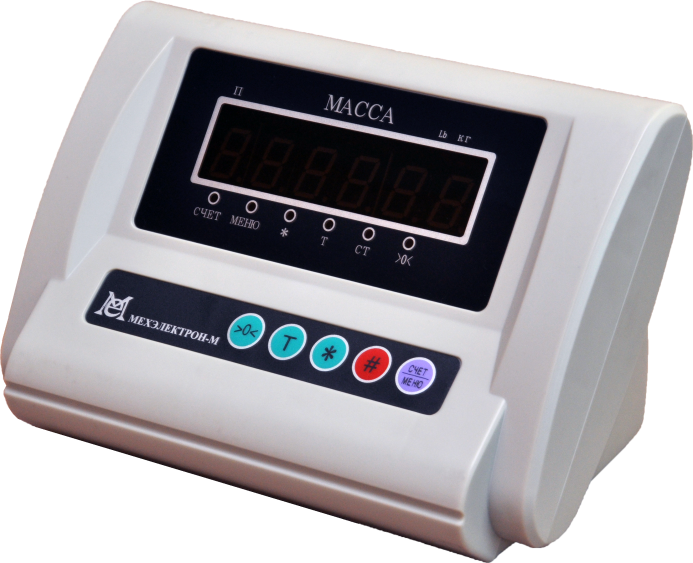 П
МАССА
Lb кг
СЧЕТ МЕНЮ * Т СТ >0<
МЕХЭЛЕКТРОН-М
>0< Т * # СЧЕТ
МЕНЮ